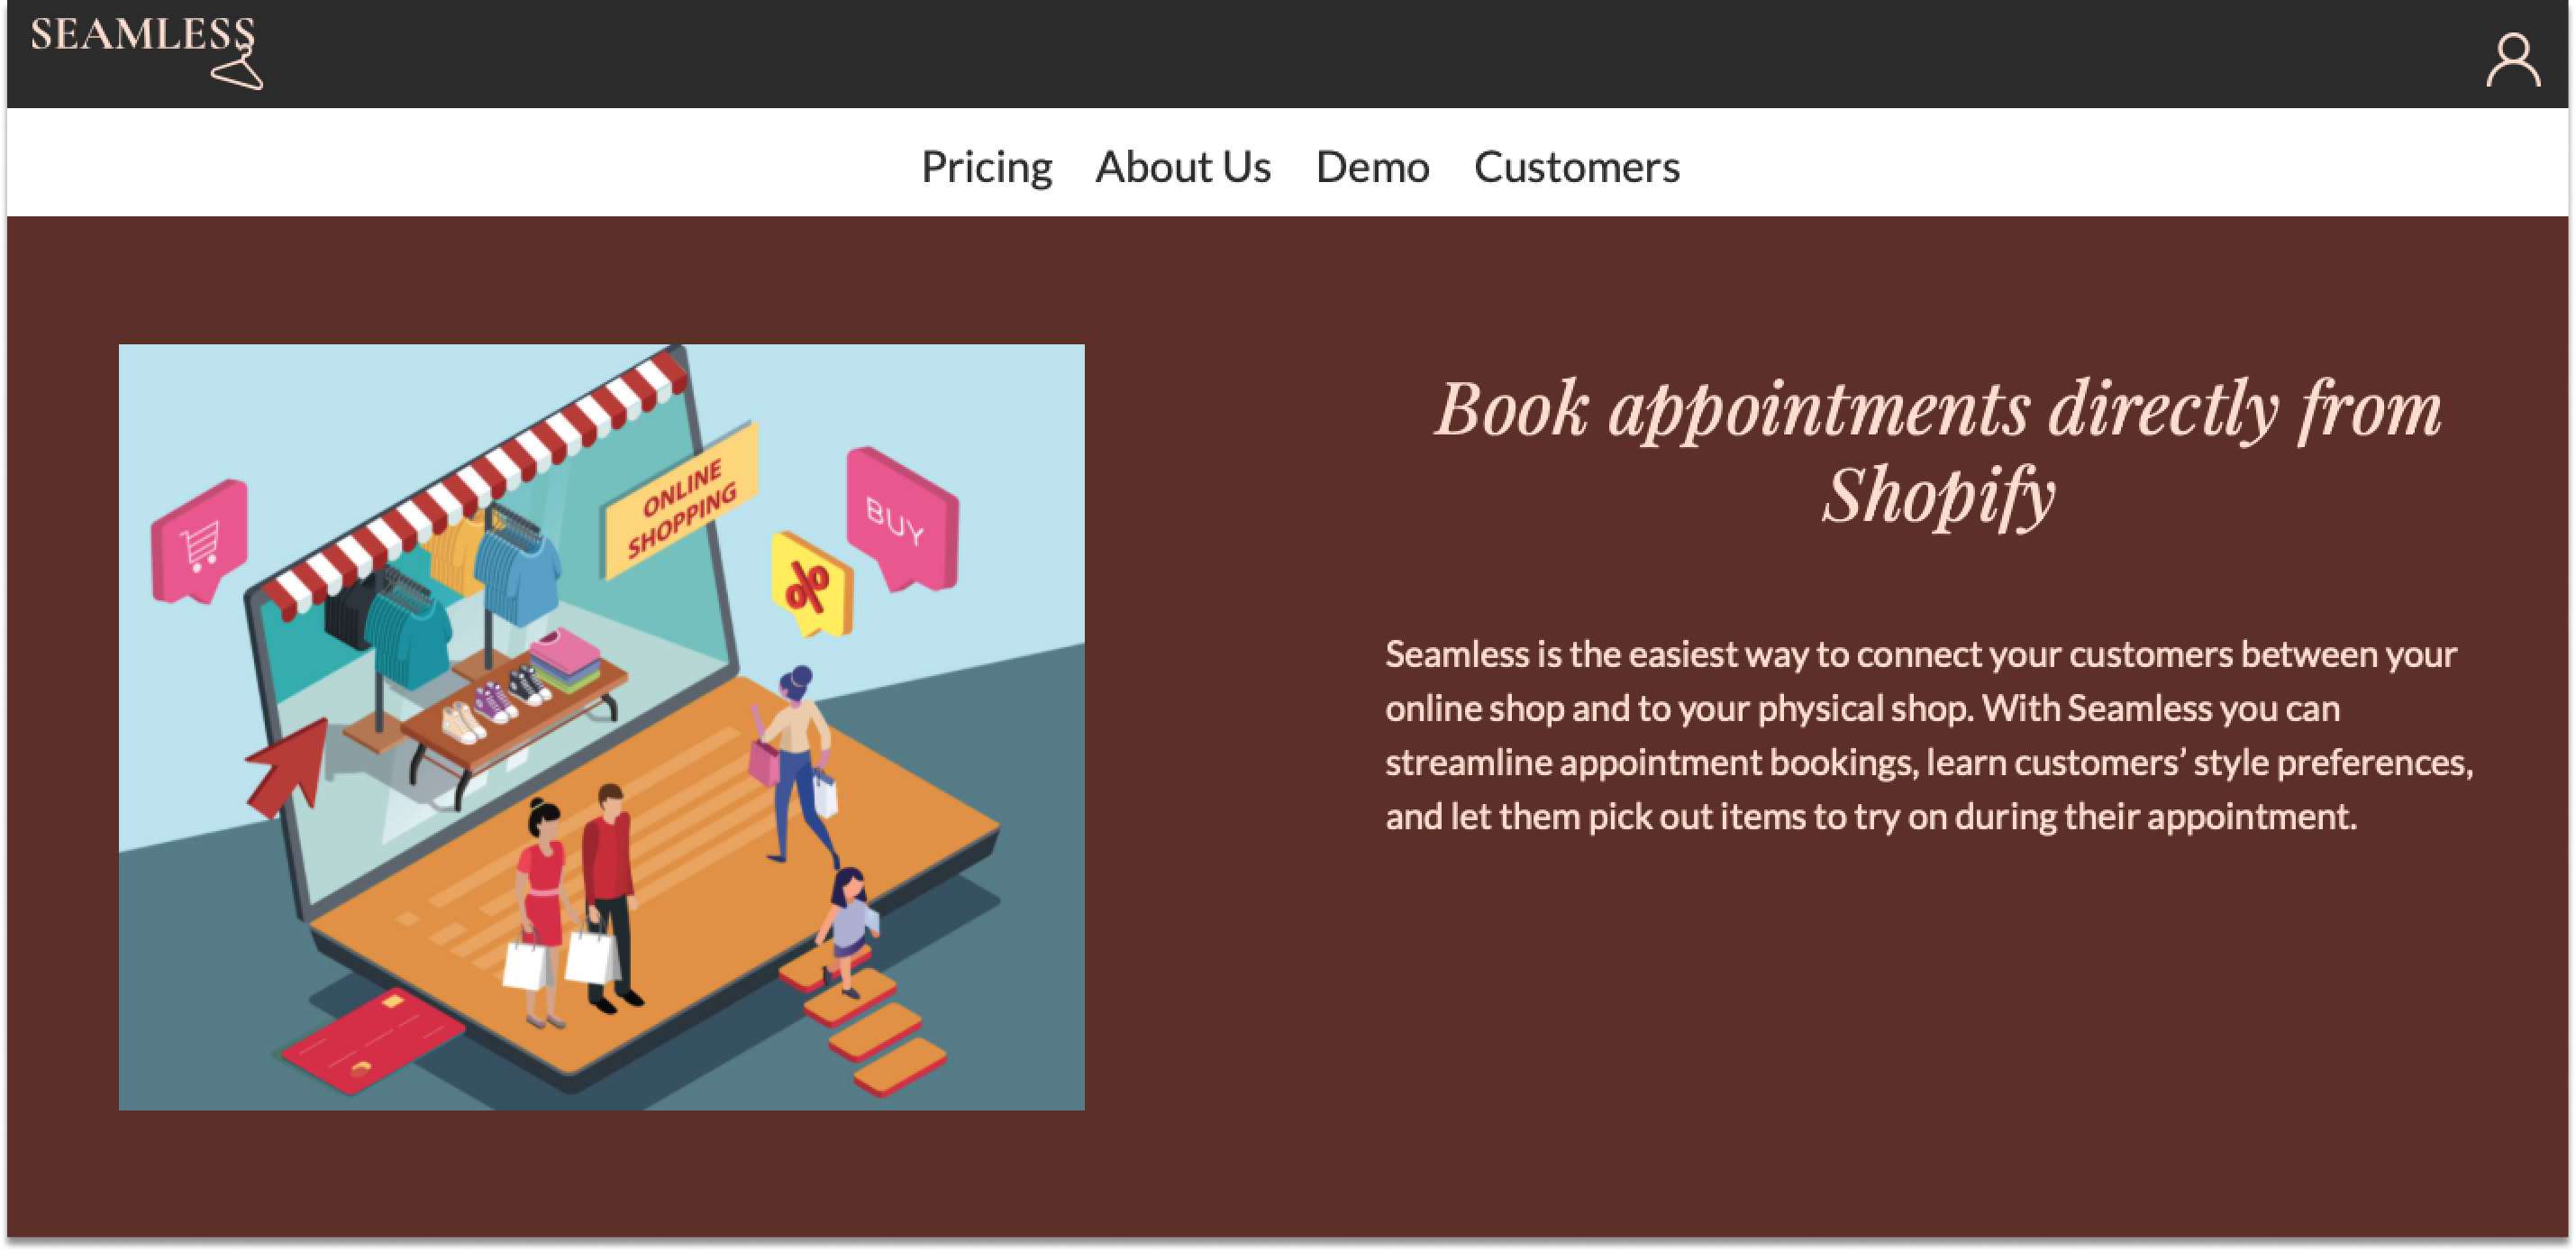 SEAMLESS
Pricing About Us Demo Customers
ONLINE
SHOPPING
BUY
%
Book appointments directly from
Shopify
Seamless is the easiest way to connect your customers between your
online shop and to your physical shop. With Seamless you can
streamline appointment bookings, learn customers’ style preferences,
and let them pick out items to try on during their appointment.